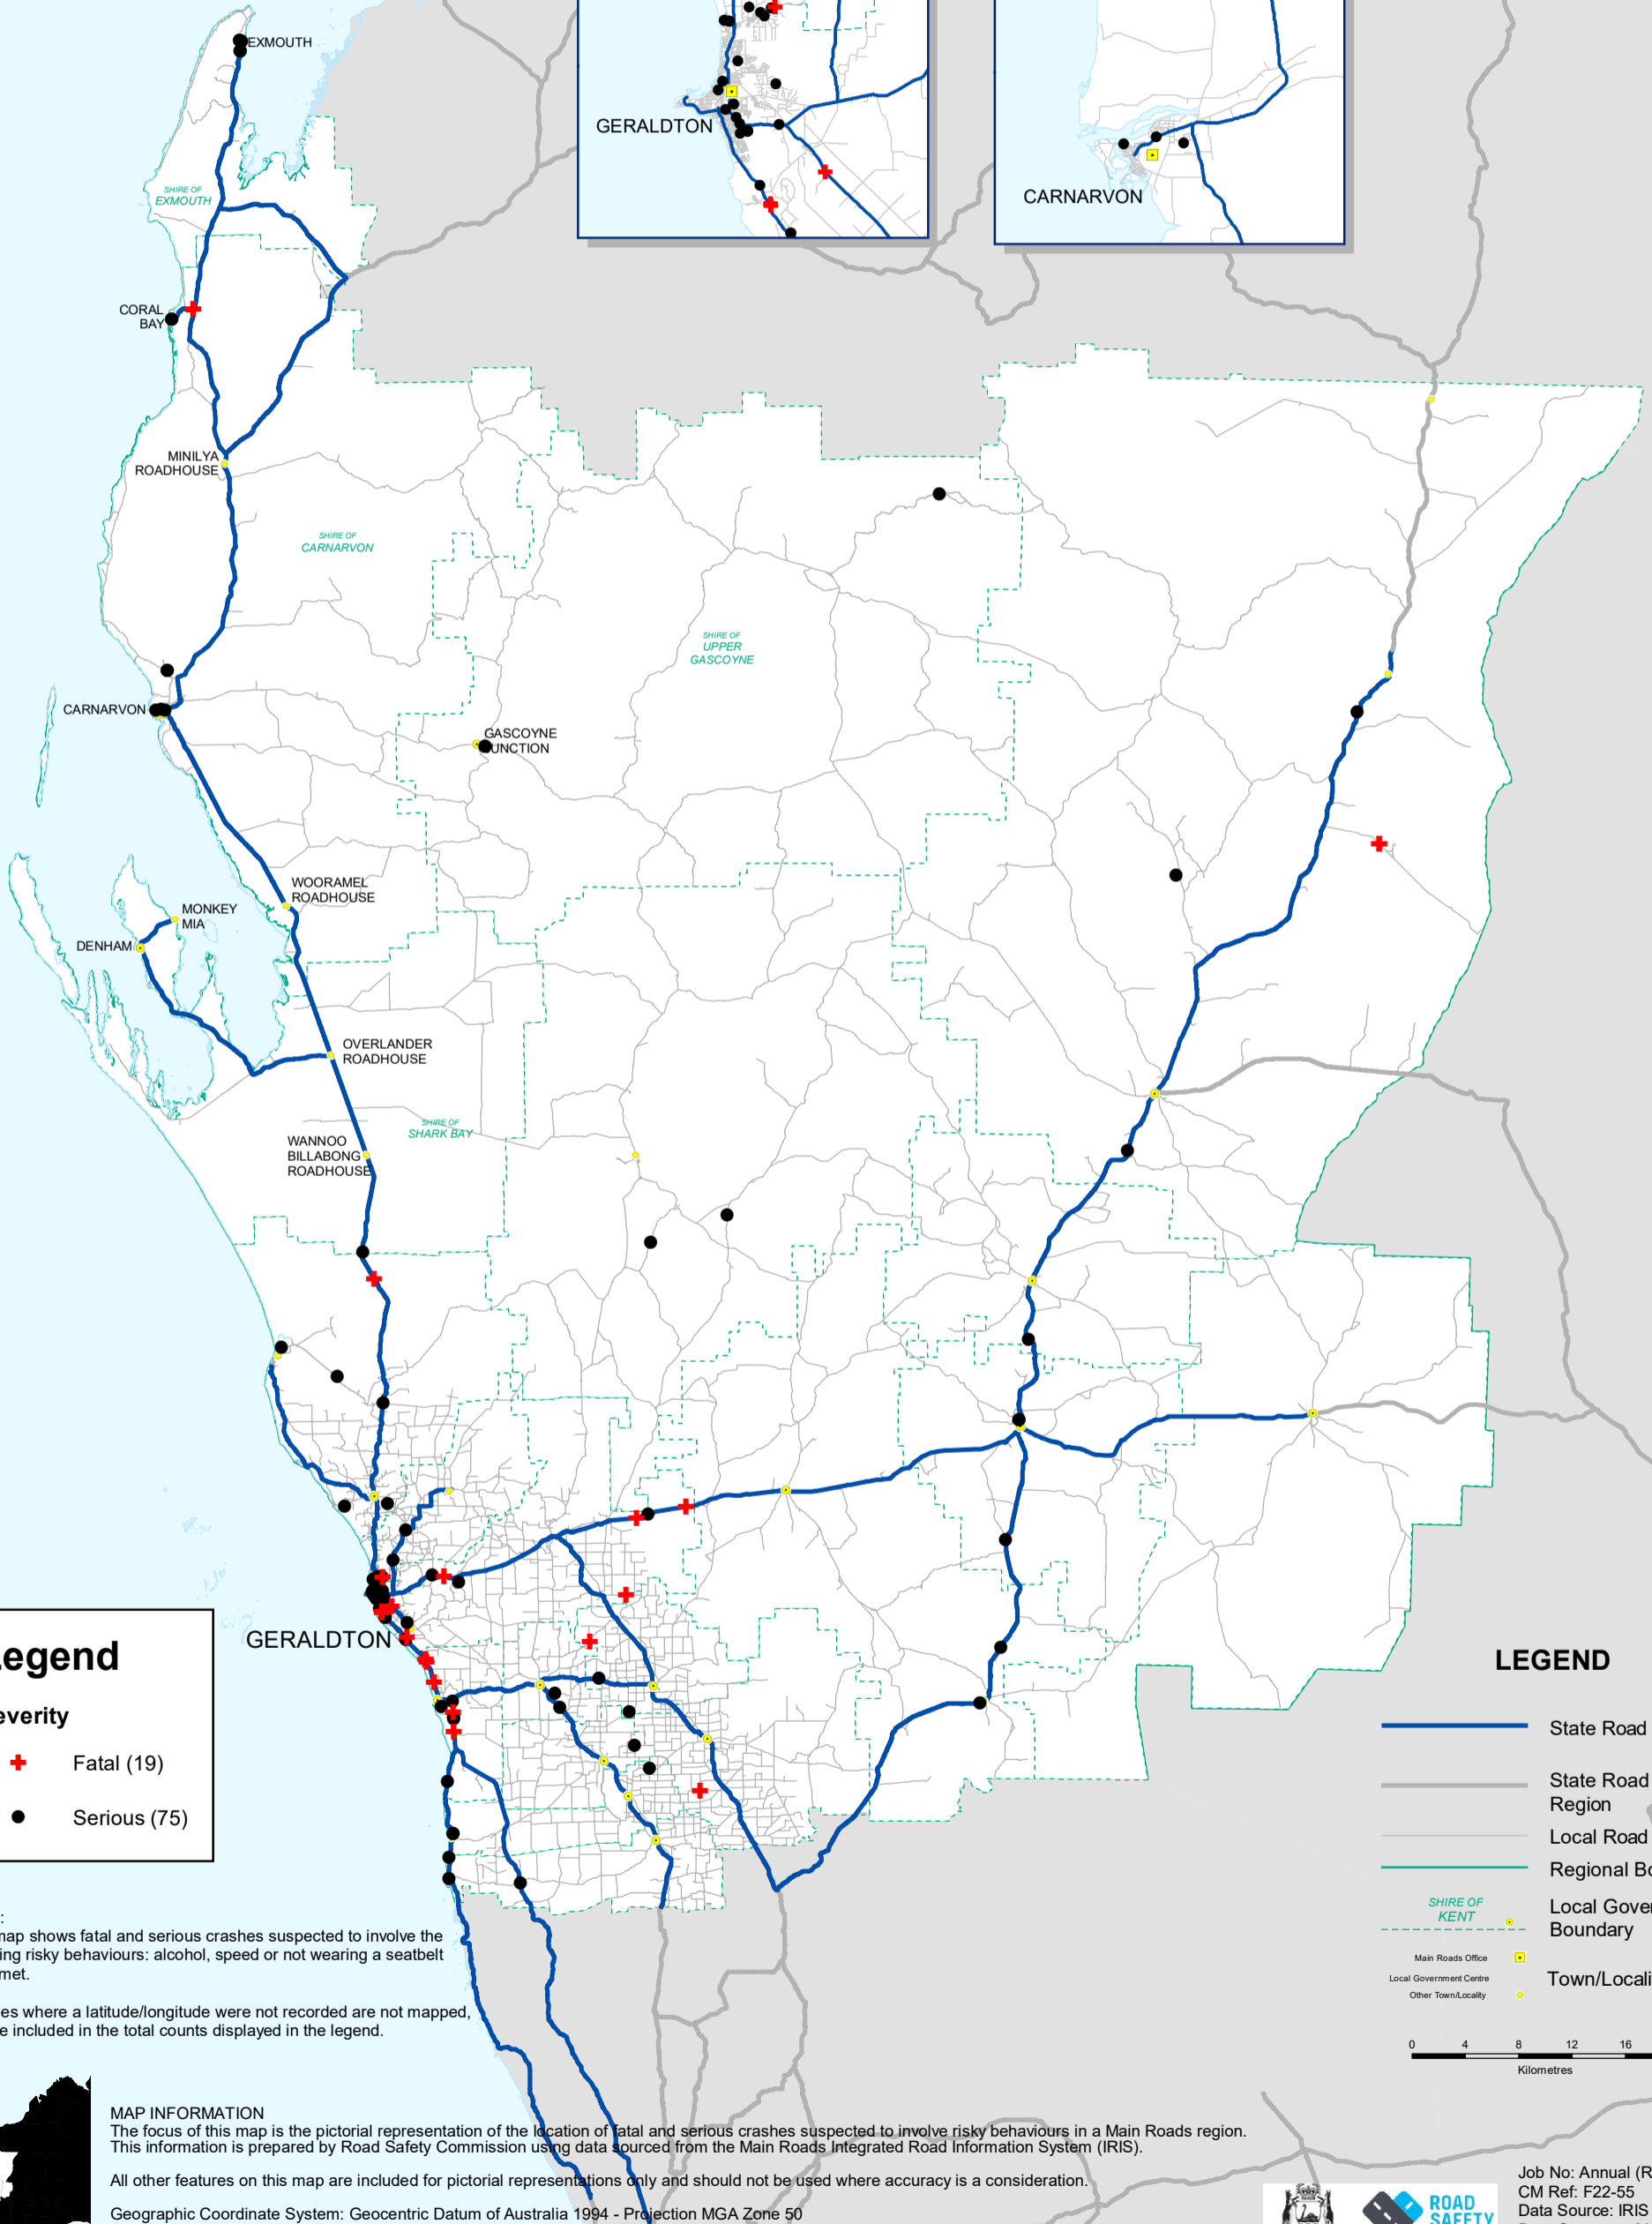 EXMOUTH
GERALDTON
CARNARVON
SHIRE OF
EXMOUTH
CORAL
BAY
MINILYA
ROADHOUSE
SHIRE OF
CARNARVON
SHIRE OF
UPPER
GASCOYNE
CARNARVON
GASCOYNE
UNCTION
WOORAMEL
ROADHOUSE
MONKEY
MIA
DENHAM
OVERLANDER
ROADHOUSE
SHIRE OF
SHARK BAY
WANNOO
BILLABONG
ROADHOUSE
GERALDTON
egend
everity
Fatal (19)
Serious (75)
LEGEND
State Road
State Road
Region
Local Road
Regional Bo
SHIRE OF
KENT
Local Gover
Boundary
Main Roads Office
Local Government Centre
Other Town/Locality
Town/Locali
0 4 8 12 16
Kilometres
:
map shows fatal and serious crashes suspected to involve the
ing risky behaviours: alcohol, speed or not wearing a seatbelt
met.
es where a latitude/longitude were not recorded are not mapped,
e included in the total counts displayed in the legend.
MAP INFORMATION
The focus of this map is the pictorial representation of the location of fatal and serious crashes suspected to involve risky behaviours in a Main Roads region.
This information is prepared by Road Safety Commission using data sourced from the Main Roads Integrated Road Information System (IRIS).
All other features on this map are included for pictorial representations only and should not be used where accuracy is a consideration.
Geographic Coordinate System: Geocentric Datum of Australia 1994 - Projection MGA Zone 50
ROAD
SAFETY
Job No: Annual (R
CM Ref: F22-55
Data Source: IRIS